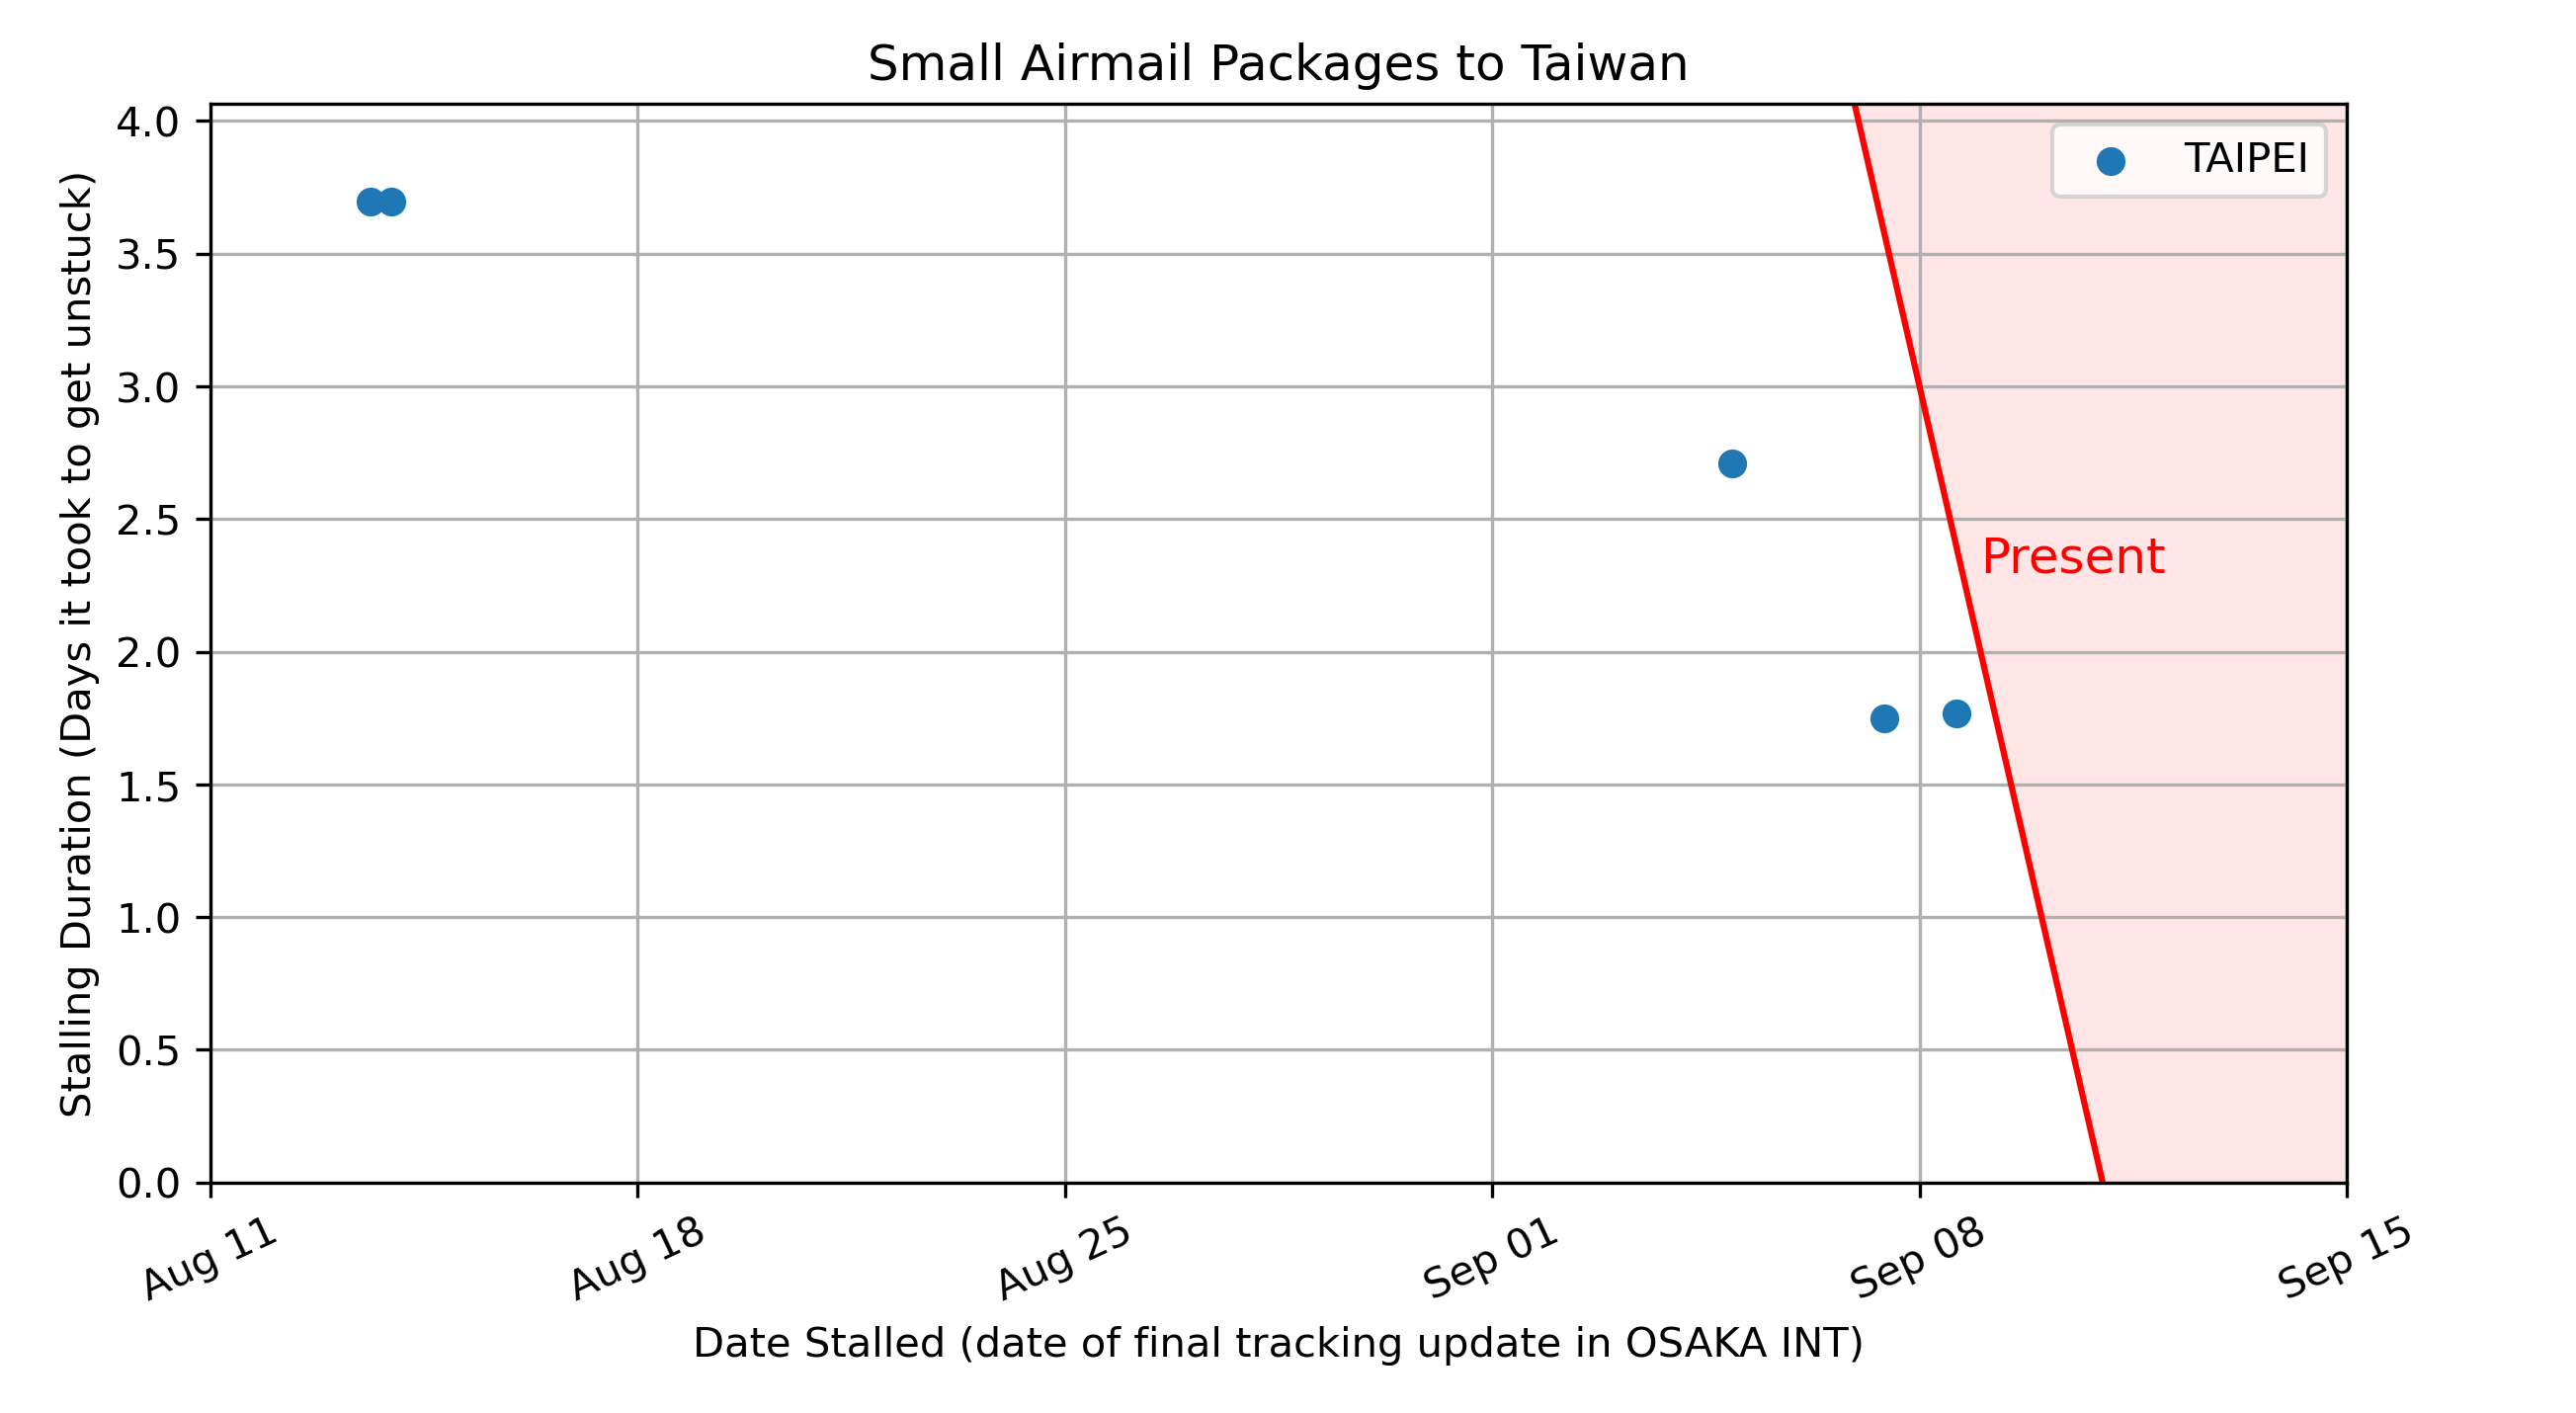 Small Airmail Packages to Taiwan
Stalling Duration (Days it took to get unstuck)
4.0
3.5
3.0
2.5
2.0
1.5
1.0
0.5
0.0
TAIPEI
Present
Aug 11
Aug 18
Aug 25
Sep 01
Sep 08
Sep 15
Date Stalled (date of final tracking update in OSAKA INT)